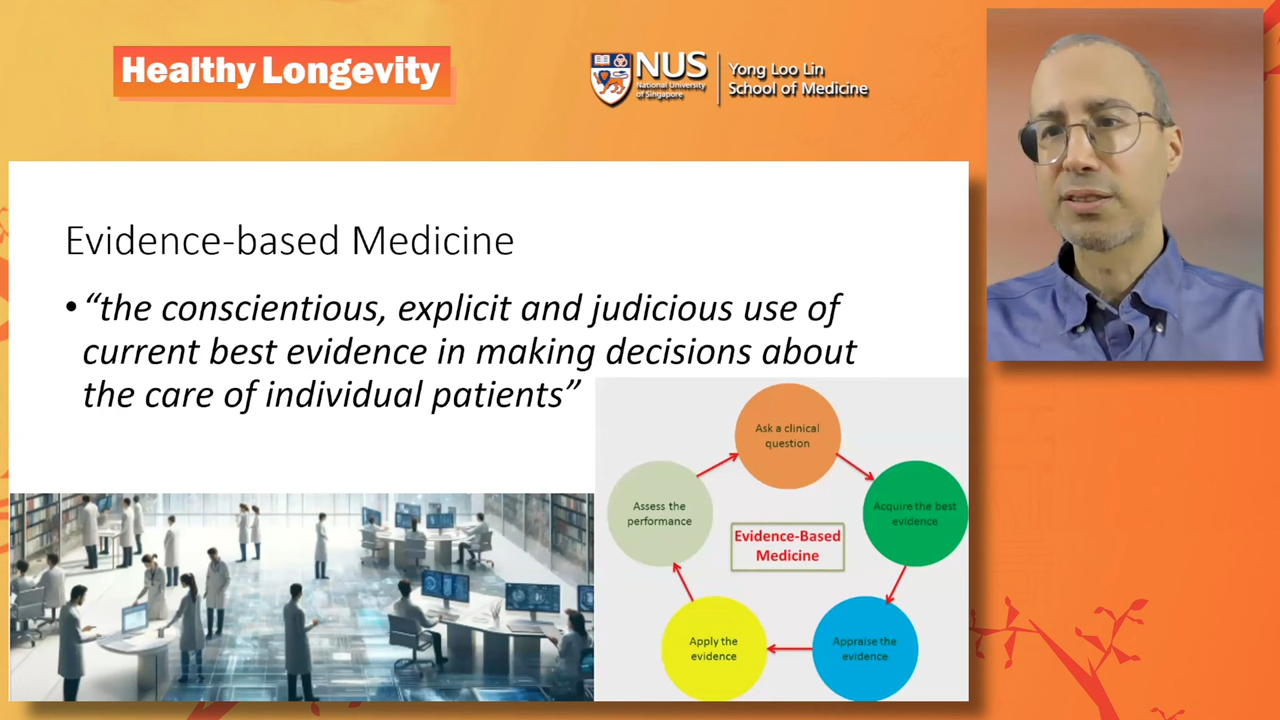 Healthy Longevity
NUS
National University
of Singapore
Yong Loo Lin
School of Medicine
Evidence-based Medicine
• “the conscientious, explicit and judicious use of
current best evidence in making decisions about
the care of individual patients”
Ask a clinical
question
Acquire the best
evidence
Appraise the
evidence
Apply the
evidence
Assess the
performance
Evidence-Based
Medicine